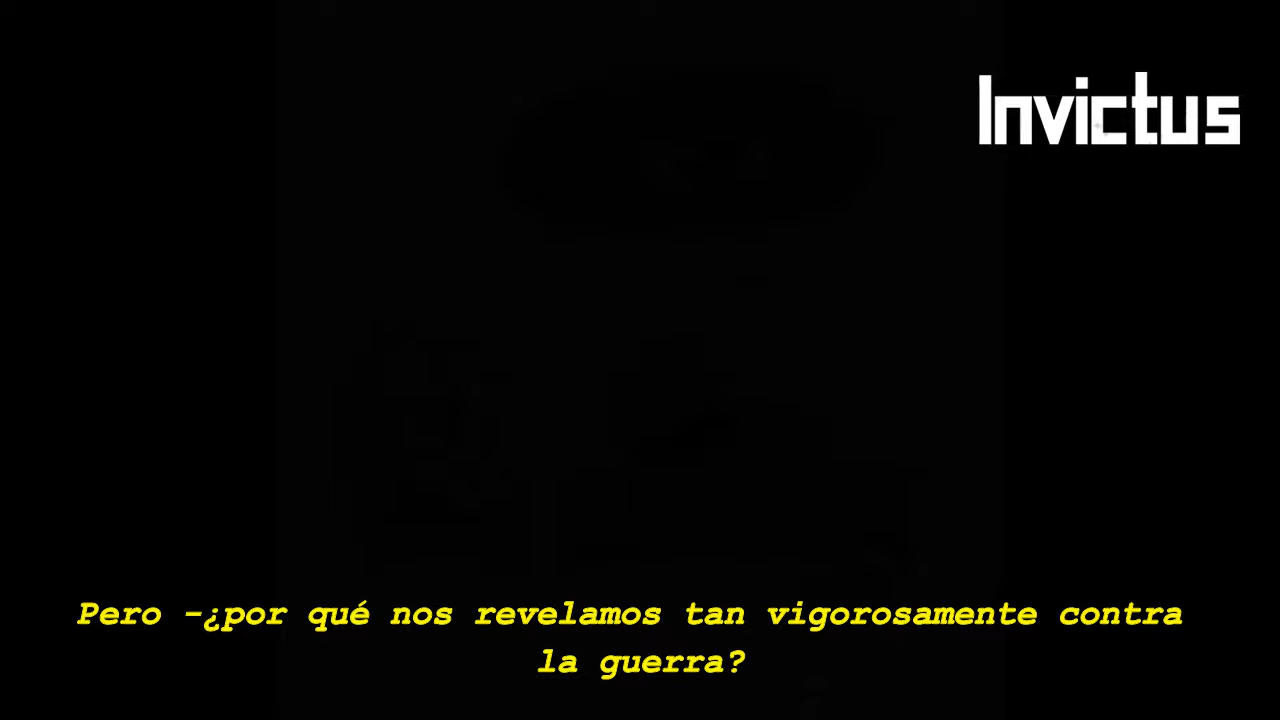 Invictus
Pero -¿por qué nos revelamos tan vigorosamente contra
la guerra?